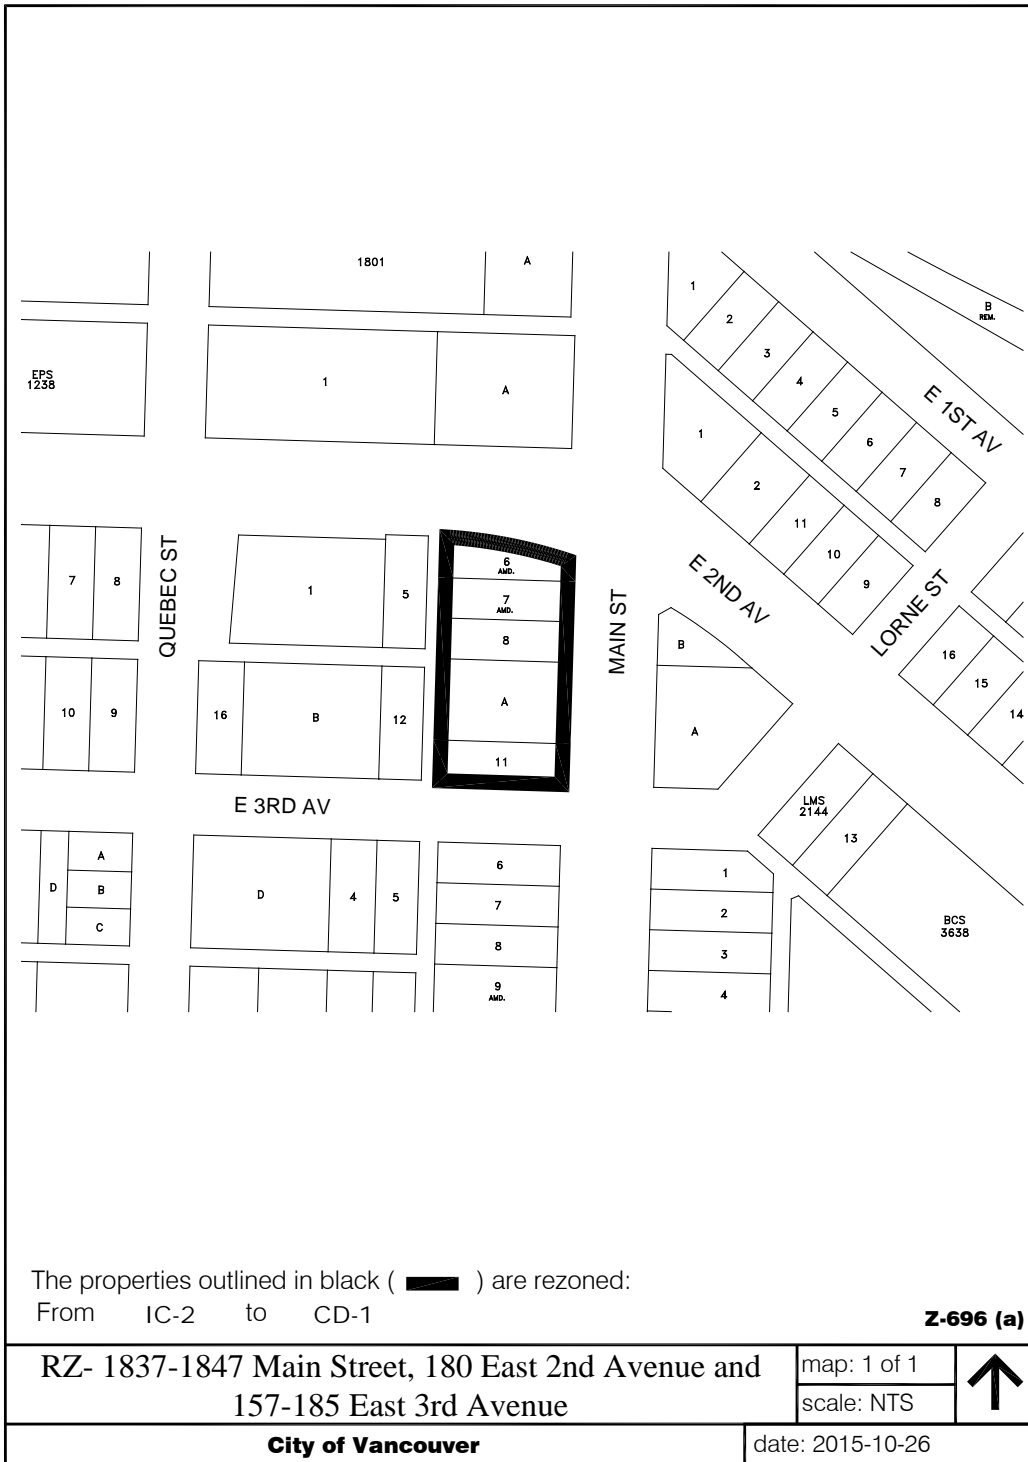 1801
A
1
B
REM.
2
3
EPS
1238
1
A
4
5
6
7
8
E 1ST AV
1
2
11
10
9
E 2ND AV
LORNE ST
7
8
QUEBEC ST
1
5
6
AMD.
7
AMD.
8
A
11
MAIN ST
B
A
16
15
14
10
9
16
B
12
E 3RD AV
LMS
2144
13
BCS
3638
D
A
B
C
D
4
5
6
7
8
9
AMD.
1
2
3
4
The properties outlined in black ( ) are rezoned:
From IC-2 to CD-1
Z-696 (a)
RZ- 1837-1847 Main Street, 180 East 2nd Avenue and
157-185 East 3rd Avenue
map: 1 of 1
scale: NTS
City of Vancouver
date: 2015-10-26